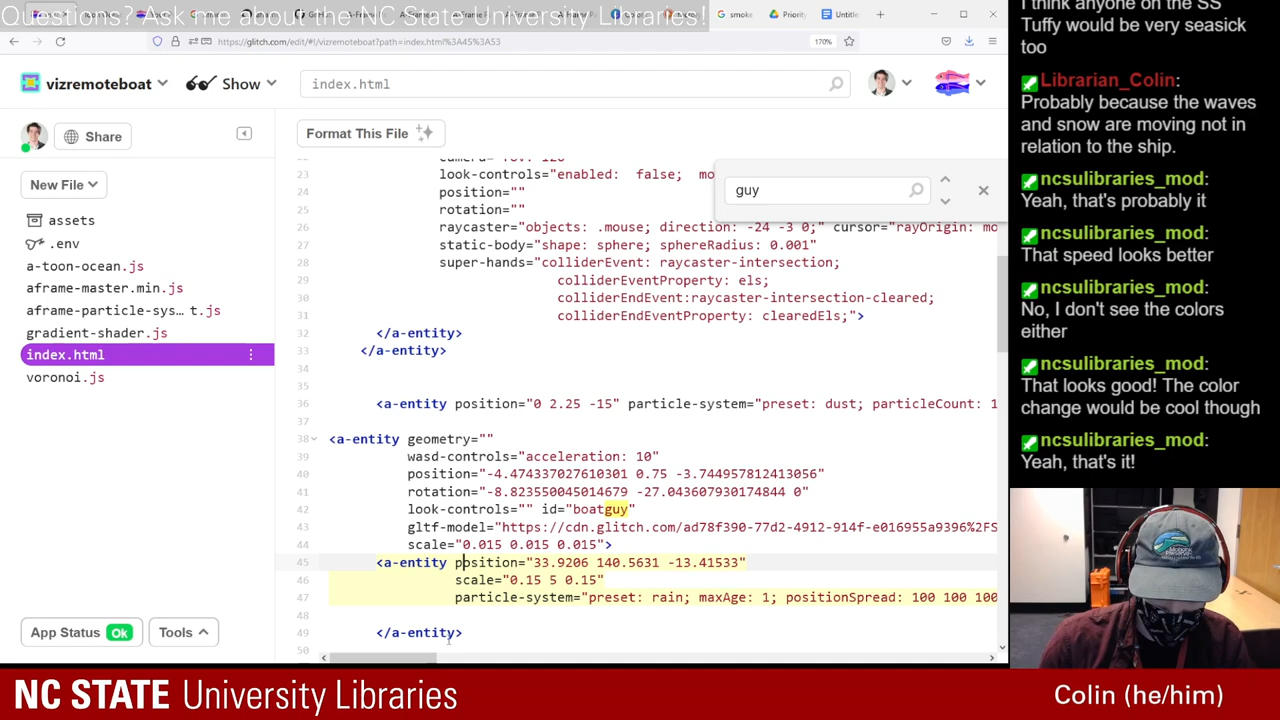 Questions? Ask me about the NC State University Libraries!
smoke
Priority
Untitle
https://glitch.com/edit/#!/vizremoteboat?path=index.html%3A45%3A53
170%
vizremoteboat
Show
index.html
Share
Format This File
New File
assets
.env
a-toon-ocean.js
aframe-master.min.js
aframe-particle-sys… t.js
gradient-shader.js
index.html
voronoi.js
App Status Ok
Tools
guy
23 look-controls="enabled: false; mo
24 position=""
25 rotation=""
26 raycaster="objects: .mouse; direction: -24 -3 0;" cursor="rayOrigin: mo
27 static-body="shape: sphere; sphereRadius: 0.001"
28 super-hands="colliderEvent: raycaster-intersection;
29 colliderEventProperty: els;
30 colliderEndEvent:raycaster-intersection-cleared;
31 colliderEndEventProperty: clearedEls;">
32 </a-entity>
33 </a-entity>
34
35
36 <a-entity position="0 2.25 -15" particle-system="preset: dust; particleCount: 1
37
38 <a-entity geometry=""
39 wasd-controls="acceleration: 10"
40 position="-4.474337027610301 0.75 -3.744957812413056"
41 rotation="-8.823550045014679 -27.043607930174844 0"
42 look-controls="" id="boatguy"
43 gltf-model="https://cdn.glitch.com/ad78f390-77d2-4912-914f-e016955a9396%2FS
44 scale="0.015 0.015 0.015">
45 <a-entity position="33.9206 140.5631 -13.41533"
46 scale="0.15 5 0.15"
47 particle-system="preset: rain; maxAge: 1; positionSpread: 100 100 100
48
49 </a-entity>
50
I think anyone on the SS
Tuffy would be very seasick
too
Librarian_Colin:
Probably because the waves
and snow are moving not in
relation to the ship.
ncsulibraries_mod:
Yeah, that's probably it
ncsulibraries_mod:
That speed looks better
ncsulibraries_mod:
No, I don't see the colors
either
ncsulibraries_mod:
That looks good! The color
change would be cool though
ncsulibraries_mod:
Yeah, that's it!
NC STATE University Libraries
Colin (he/him)